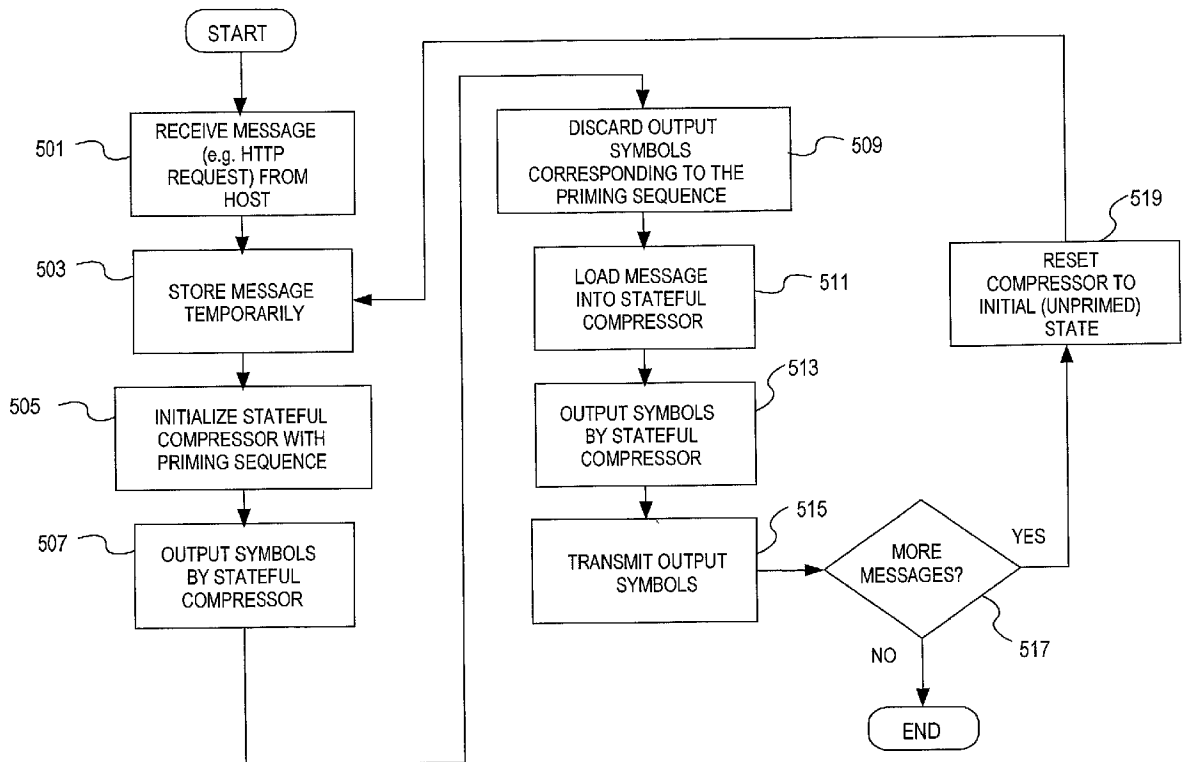 START
501
RECEIVE MESSAGE
(e.g. HTTP
REQUEST) FROM
HOST
503
STORE MESSAGE
TEMPORARILY
505
INITIALIZE STATEFUL
COMPRESSOR WITH
PRIMING SEQUENCE
507
OUTPUT SYMBOLS
BY STATEFUL
COMPRESSOR
DISCARD OUTPUT
SYMBOLS
CORRESPONDING TO THE
PRIMING SEQUENCE
509
LOAD MESSAGE
INTO STATEFUL
COMPRESSOR
511
OUTPUT SYMBOLS
BY STATEFUL
COMPRESSOR
513
TRANSMIT OUTPUT
SYMBOLS
515
MORE
MESSAGES?
517
YES
NO
519
RESET
COMPRESSOR TO
INITIAL (UNPRIMED)
STATE
END